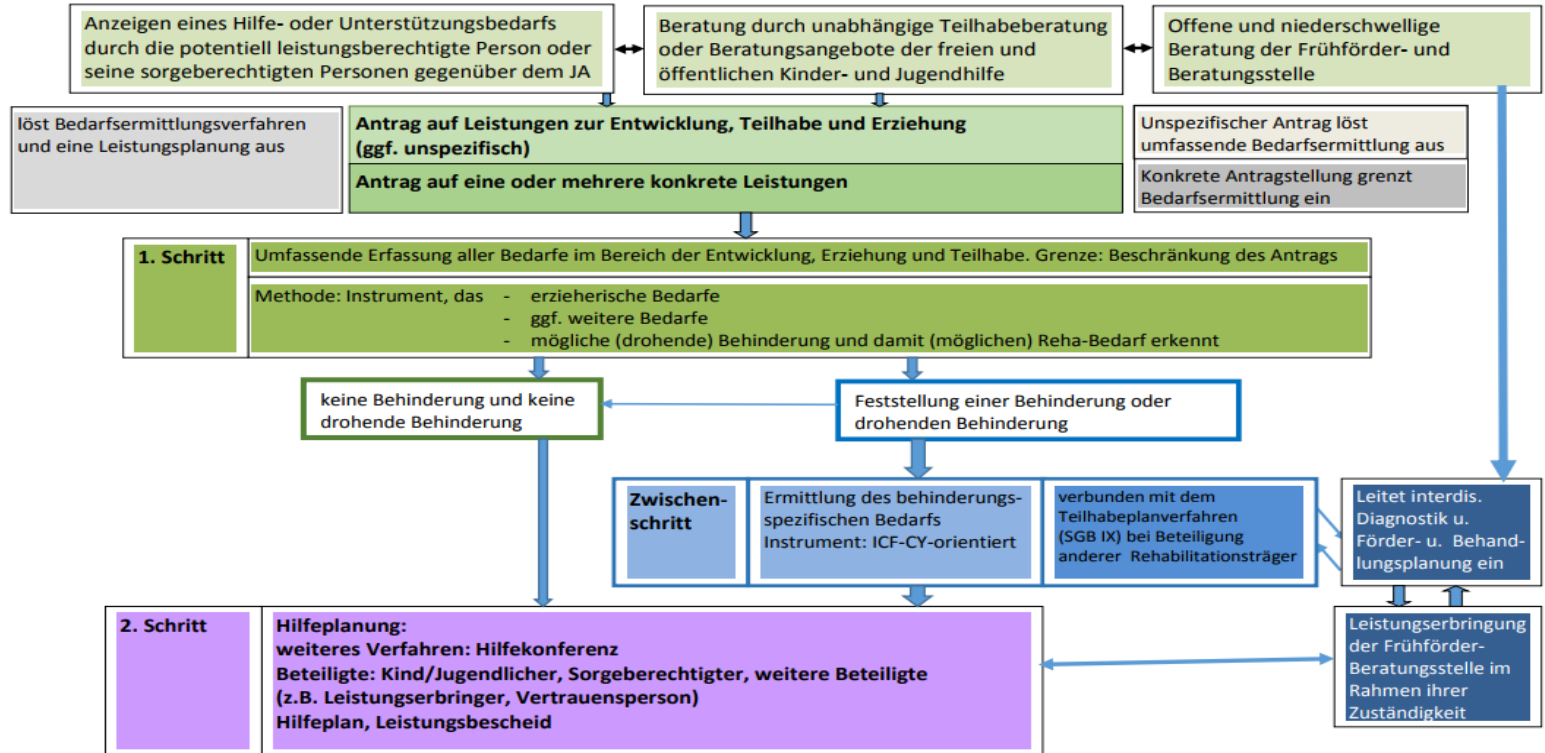 Anzeigen eines Hilfe- oder Unterstützungsbedarfs
durch die potentiell leistungsberechtigte Person oder
seine sorgeberechtigten Personen gegenüber dem JA
Beratung durch unabhängige Teilhabeberatung
oder Beratungsangebote der freien und
öffentlichen Kinder- und Jugendhilfe
Offene und niederschwellige
Beratung der Frühförder- und
Beratungsstelle
löst Bedarfsermittlungsverfahren
und eine Leistungsplanung aus
Antrag auf Leistungen zur Entwicklung, Teilhabe und Erziehung
(ggf. unspezifisch)
Antrag auf eine oder mehrere konkrete Leistungen
Unspezifischer Antrag löst
umfassende Bedarfsermittlung aus
Konkrete Antragstellung grenzt
Bedarfsermittlung ein
1. Schritt
Umfassende Erfassung aller Bedarfe im Bereich der Entwicklung, Erziehung und Teilhabe. Grenze: Beschränkung des Antrags
Methode: Instrument, das - erzieherische Bedarfe
- ggf. weitere Bedarfe
- mögliche (drohende) Behinderung und damit (möglichen) Reha-Bedarf erkennt
keine Behinderung und keine
drohende Behinderung
Feststellung einer Behinderung oder
drohenden Behinderung
Zwischen-
schritt
Ermittlung des behinderungs-
spezifischen Bedarfs
Instrument: ICF-CY-orientiert
verbunden mit dem
Teilhabeplanverfahren
(SGB IX) bei Beteiligung
anderer Rehabilitationsträger
Leitet interdis.
Diagnostik u.
Förder- u. Behand-
lungsplanung ein
2. Schritt
Hilfeplanung:
weiteres Verfahren: Hilfekonferenz
Beteiligte: Kind/Jugendlicher, Sorgeberechtigter, weitere Beteiligte
(z.B. Leistungserbringer, Vertrauensperson)
Hilfeplan, Leistungsbescheid
Leistungserbringung
der Frühförder-
Beratungsstelle im
Rahmen ihrer
Zuständigkeit